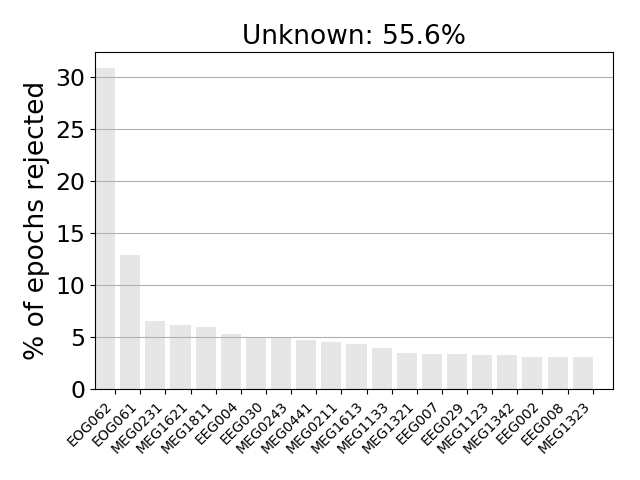 Unknown: 55.6%
% of epochs rejected
30
25
20
15
10
5
0
EOG062
EOG061
MEG0231
MEG1621
MEG1811
EEG004
EEG030
MEG0243
MEG0441
MEG0211
MEG1613
MEG1133
MEG1321
EEG007
EEG029
MEG1123
MEG1342
EEG002
EEG008
MEG1323